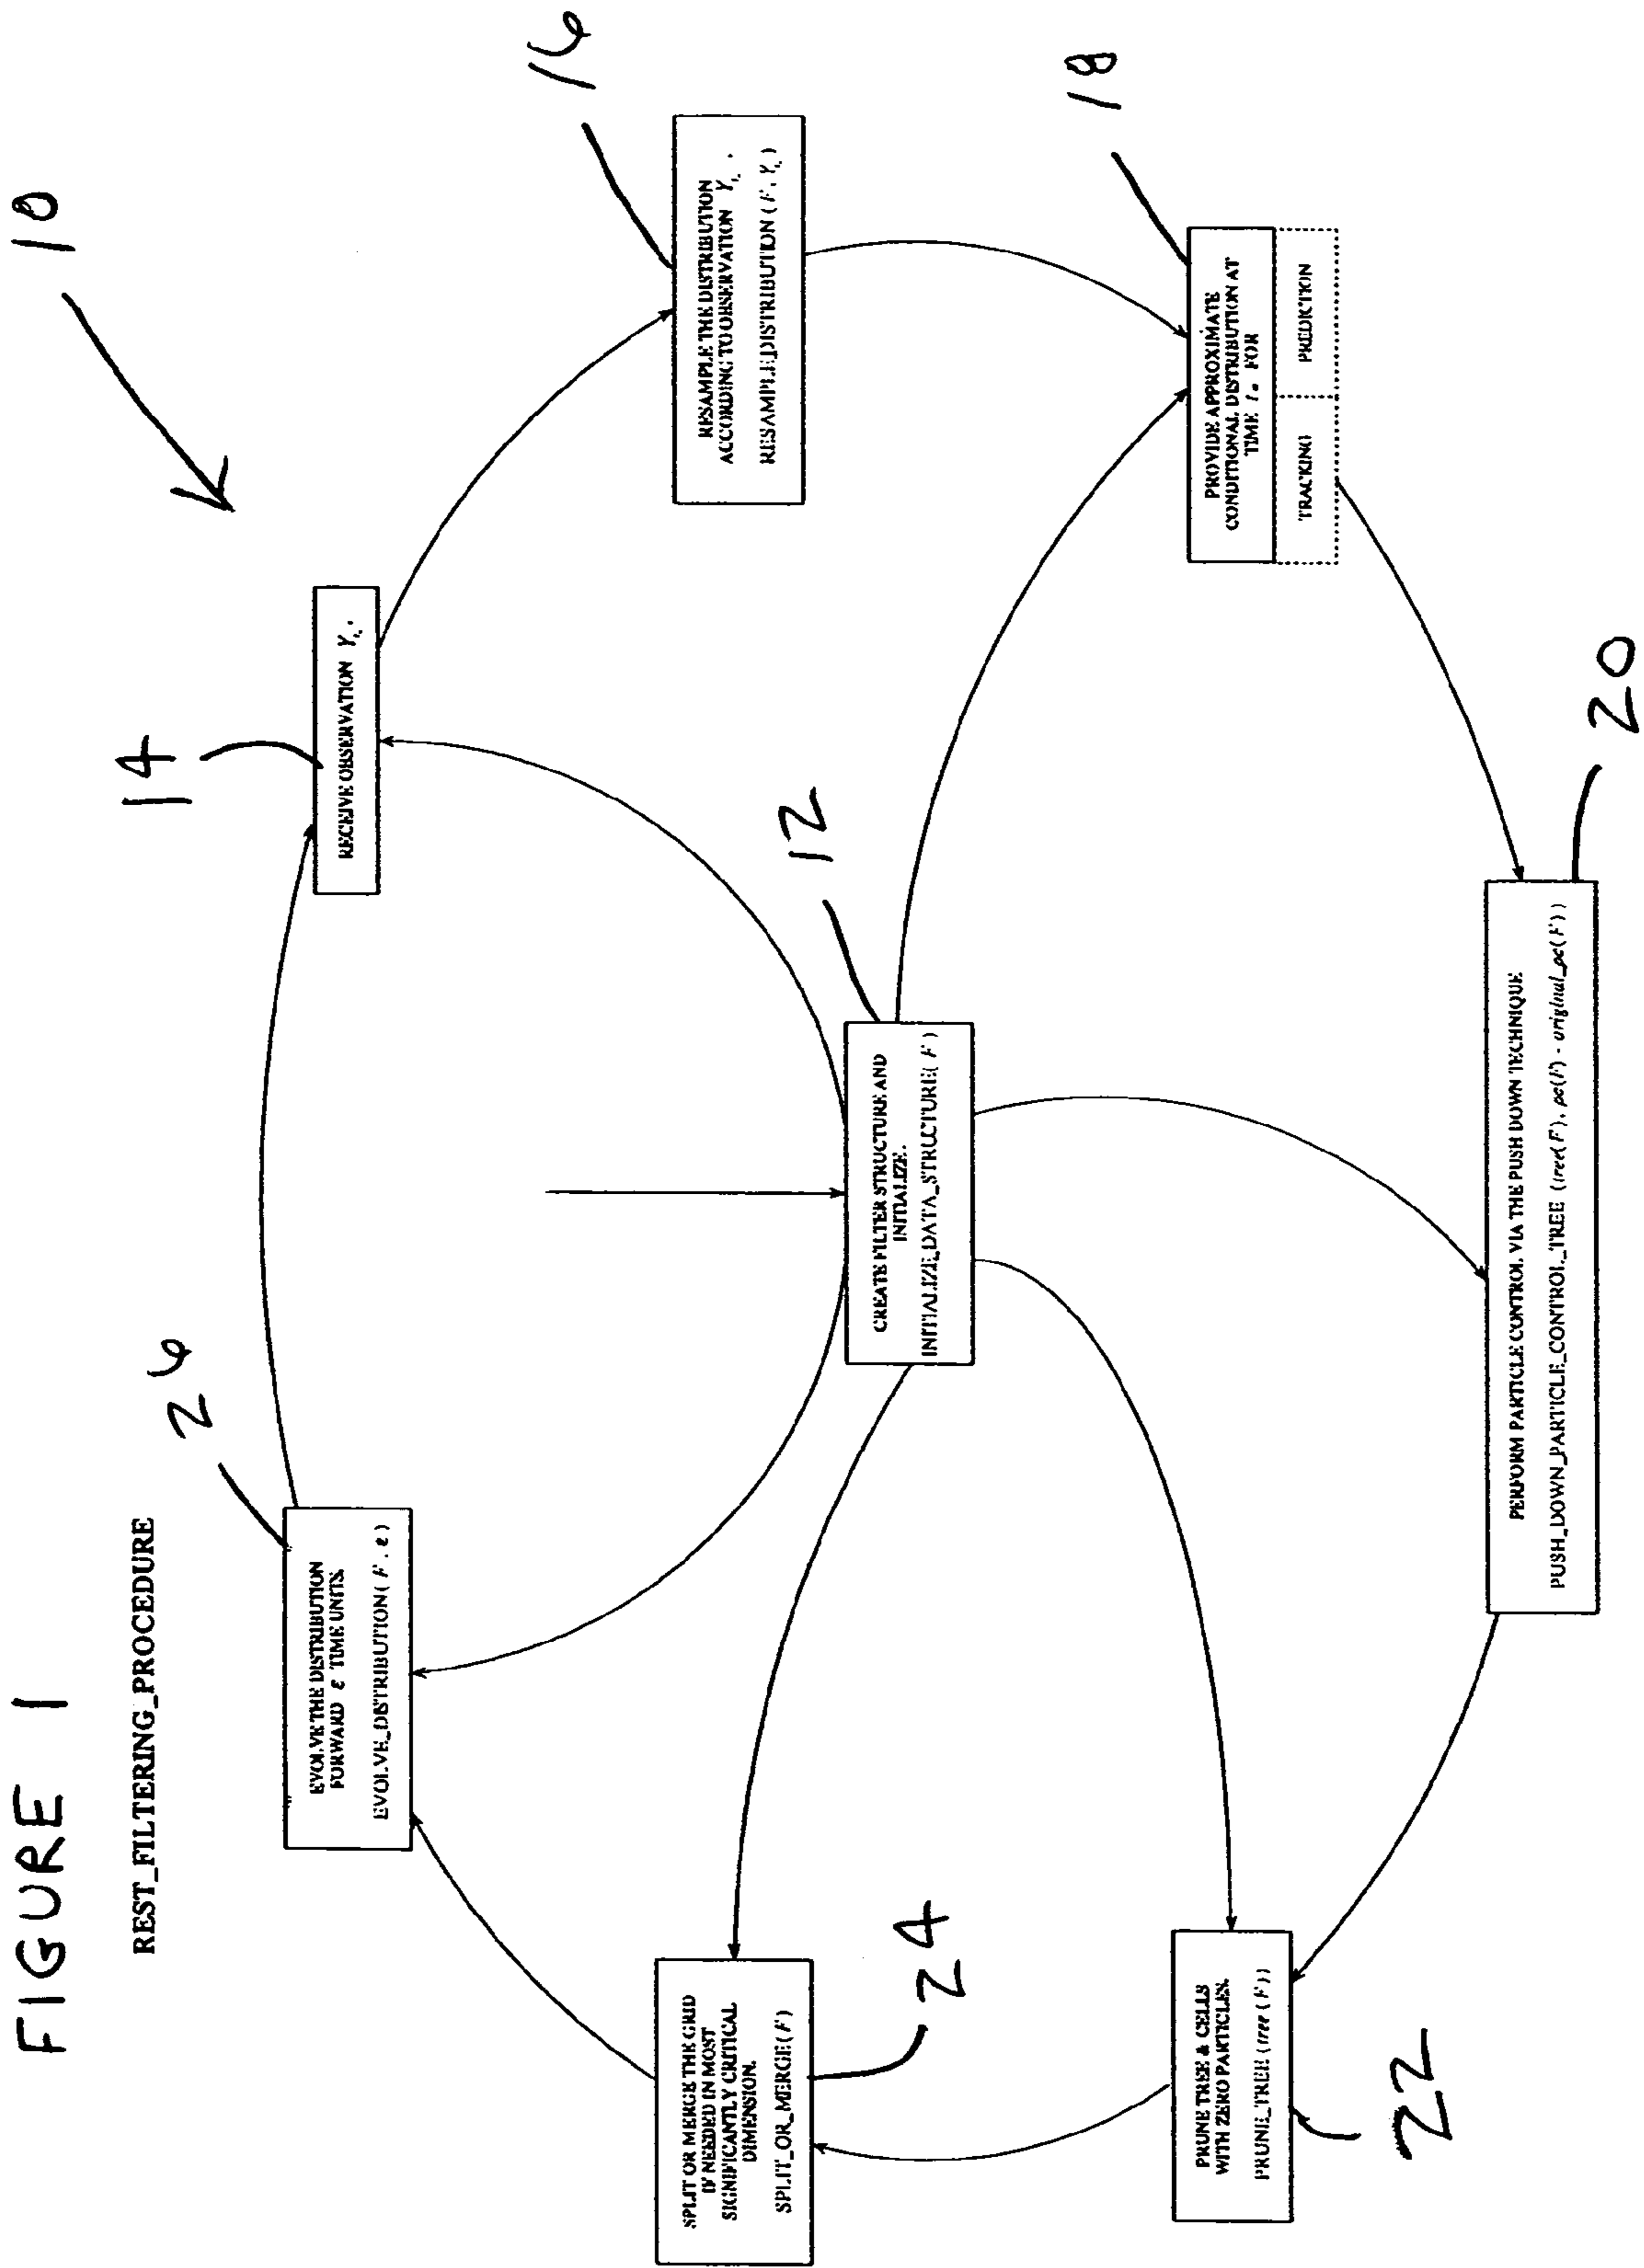 FIGURE 1
REST_FILTERING_PROCEDURE
10
26
EVOLVE THE DISTRIBUTION
FORWARD ε TIME UNITS.
EVOLVE_DISTRIBUTION( F, ε )
14
RECEIVE OBSERVATION
16
RESAMPLE THE DISTRIBUTION
ACCORDING TO OBSERVATION
RESAMPLE_DISTRIBUTION
24
SPLIT OR MERGE THE GRID
IF NEEDED IN MOST
SIGNIFICANTLY CRITICAL
DIMENSION.
SPLIT_OR_MERGE(F)
12
CREATE FILTER STRUCTURE AND
INITIALIZE.
INITIALIZE_DATA_STRUCTURE( F )
18
PROVIDE APPROXIMATE
CONDITIONAL DISTRIBUTION AT
TIME FOR
TRACKING
PREDICTION
22
PRUNE TREE & CELLS
WITH ZERO PARTICLES.
PRUNE_TREE (tree (F))
20
PERFORM PARTICLE CONTROL VIA THE PUSH DOWN TECHNIQUE
PUSH_DOWN_PARTICLE_CONTROL_TREE (tree(F), pc(F) - original_pc(F))